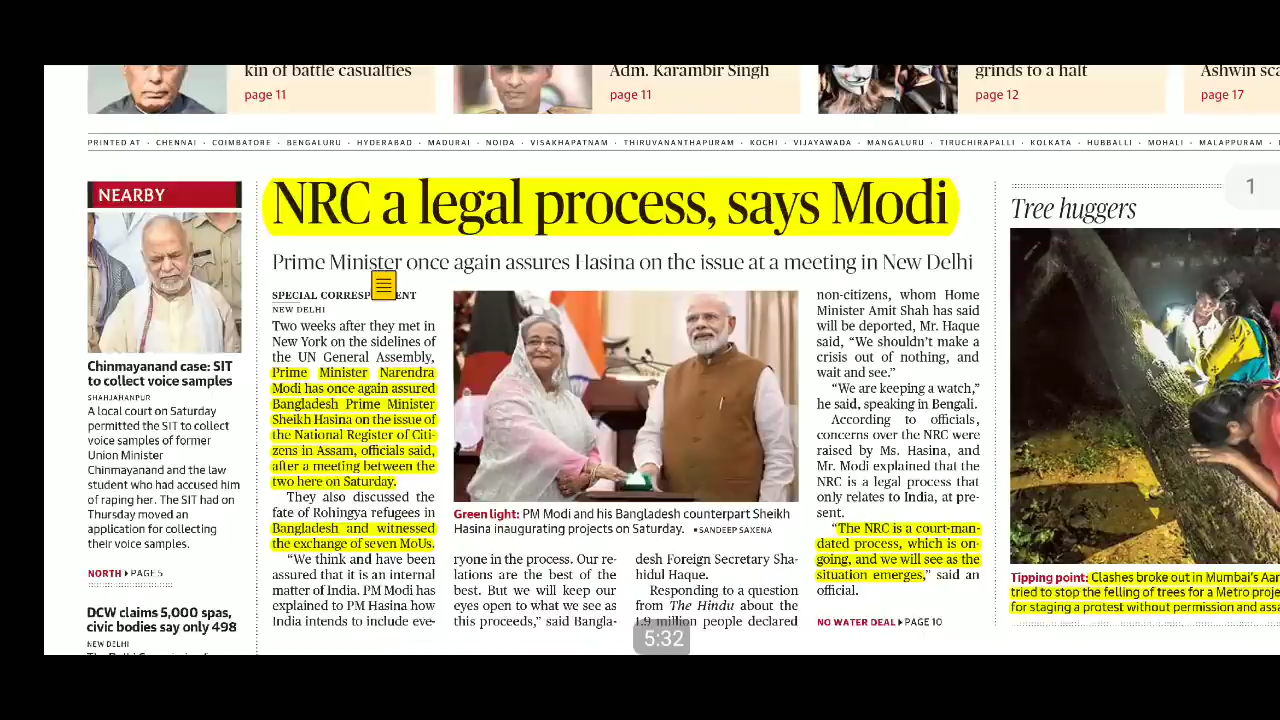 kin of battle casualties
page 11
Adm. Karambir Singh
page 11
grinds to a halt
page 12
Ashwin
page 17
PRINTED AT · CHENNAI · COIMBATORE · BENGALURU · HYDERABAD · MADURAI · NOIDA · VISAKHAPATNAM · THIRUVANANTHAPURAM · KOCHI · VIJAYAWADA · MANGALURU · TIRUCHIRAPALLI · KOLKATA · HUBBALLI · MOHALI · MALAPPURAM ·
1
NEARBY
Chinmayanand case: SIT
to collect voice samples
SHAHJAHANPUR
A local court on Saturday
permitted the SIT to collect
voice samples of former
Union Minister
Chinmayanand and the law
student who had accused him
of raping her. The SIT had on
Thursday moved an
application for collecting
their voice samples.
NORTH PAGE 5
DCW claims 5,000 spas,
civic bodies say only 498
NEW DELHI
NRC a legal process, says Modi
Prime Minister once again assures Hasina on the issue at a meeting in New Delhi
SPECIAL
NEW DELHI
Two weeks after they met in
New York on the sidelines of
the UN General Assembly,
Prime Minister Narendra
Modi has once again assured
Bangladesh Prime Minister
Sheikh Hasina on the issue of
the National Register of Citi-
zens in Assam, officials said,
after a meeting between the
two here on Saturday.
They also discussed the
fate of Rohingya refugees in
Bangladesh and witnessed
the exchange of seven MoUs.
"We think and have been
assured that it is an internal
matter of India. PM Modi has
explained to PM Hasina how
India intends to include eve-
Green light: PM Modi and his Bangladesh counterpart Sheikh
Hasina inaugurating projects on Saturday. •SANDEEP SAXENA
ryone in the process. Our re-
lations are the best of the
best. But we will keep our
eyes open to what we see as
this proceeds," said Bangla-
desh Foreign Secretary Sha-
hidul Haque.
Responding to a question
from The Hindu about the
1.9 million people declared
5:32
non-citizens, whom Home
Minister Amit Shah has said
will be deported, Mr. Haque
said, "We shouldn't make a
crisis out of nothing, and
wait and see."
"We are keeping a watch,"
he said, speaking in Bengali.
According to officials,
concerns over the NRC were
raised by Ms. Hasina, and
Mr. Modi explained that the
NRC is a legal process that
only relates to India, at pre-
sent.
"The NRC is a court-man-
dated process, which is on-
going, and we will see as the
situation emerges," said an
official.
NO WATER DEAL PAGE 10
Tree huggers
Tipping point: Clashes broke out in Mumbai's
tried to stop the felling of trees for a Metro
for staging a protest without permission and